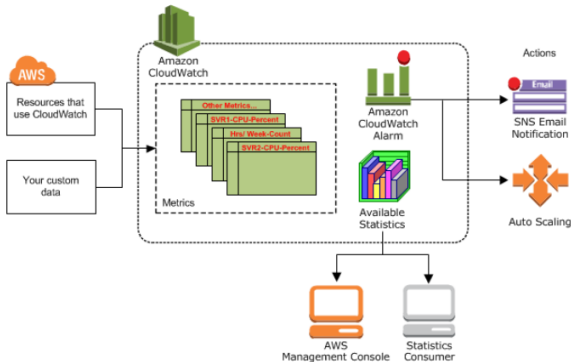 AWS
Resources that
use CloudWatch
Your custom
data
Amazon
CloudWatch
Other Metrics...
SVR1-CPU-Percent
Hrs/ Week-Count
SVR2-CPU-Percent
Metrics
Amazon
CloudWatch
Alarm
Available
Statistics
Actions
Email
SNS Email
Notification
Auto Scaling
AWS
Management Console
Statistics
Consumer